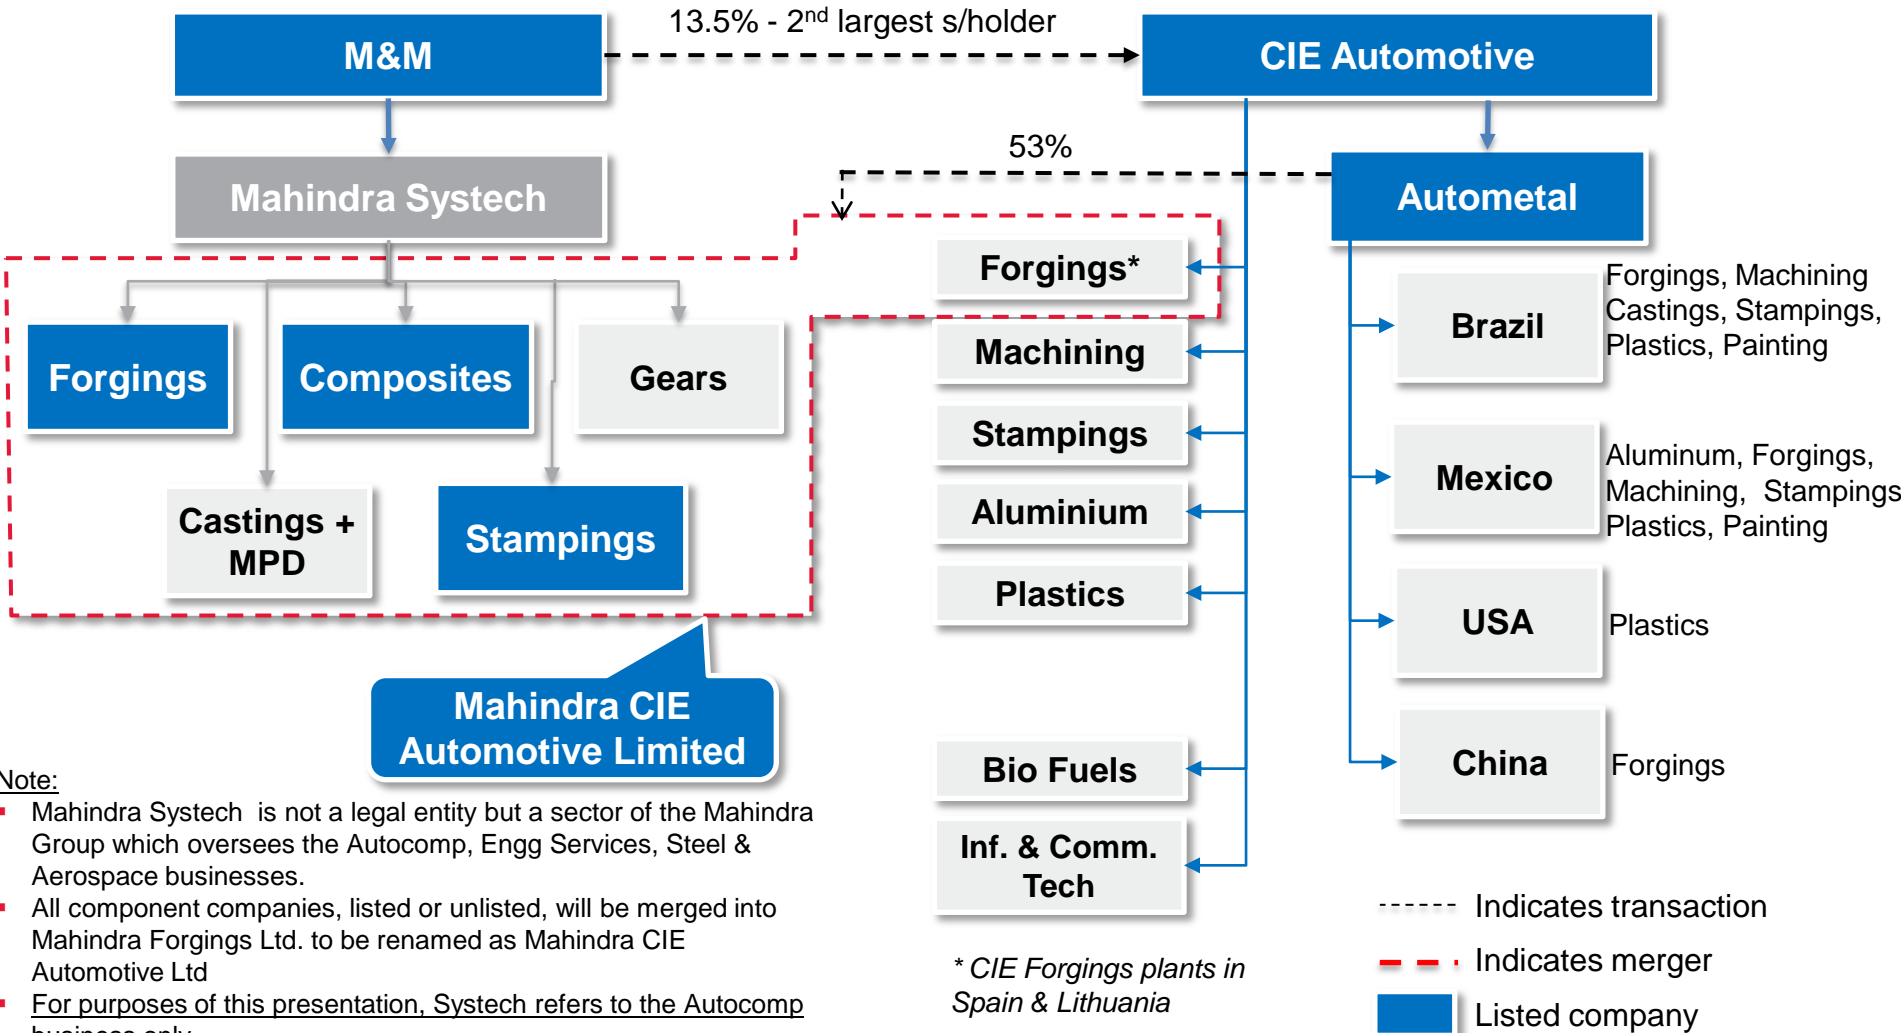 13.5% - 2nd largest s/holder
M&M
CIE Automotive
53%
Mahindra Systech
Autometal
Forgings*
Forgings, Machining
Castings, Stampings,
Plastics, Painting
Brazil
Machining
Forgings
Composites
Gears
Stampings
Aluminum, Forgings,
Machining, Stampings
Plastics, Painting
Mexico
Castings +
MPD
Stampings
Aluminium
Plastics
USA
Plastics
Mahindra CIE
Automotive Limited
Bio Fuels
China
Forgings
Inf. & Comm.
Tech
Note:
Mahindra Systech is not a legal entity but a sector of the Mahindra
Group which oversees the Autocomp, Engg Services, Steel &
Aerospace businesses.
All component companies, listed or unlisted, will be merged into
Mahindra Forgings Ltd. to be renamed as Mahindra CIE
Automotive Ltd
For purposes of this presentation, Systech refers to the Autocomp
business only
* CIE Forgings plants in
Spain & Lithuania
Indicates transaction
Indicates merger
Listed company